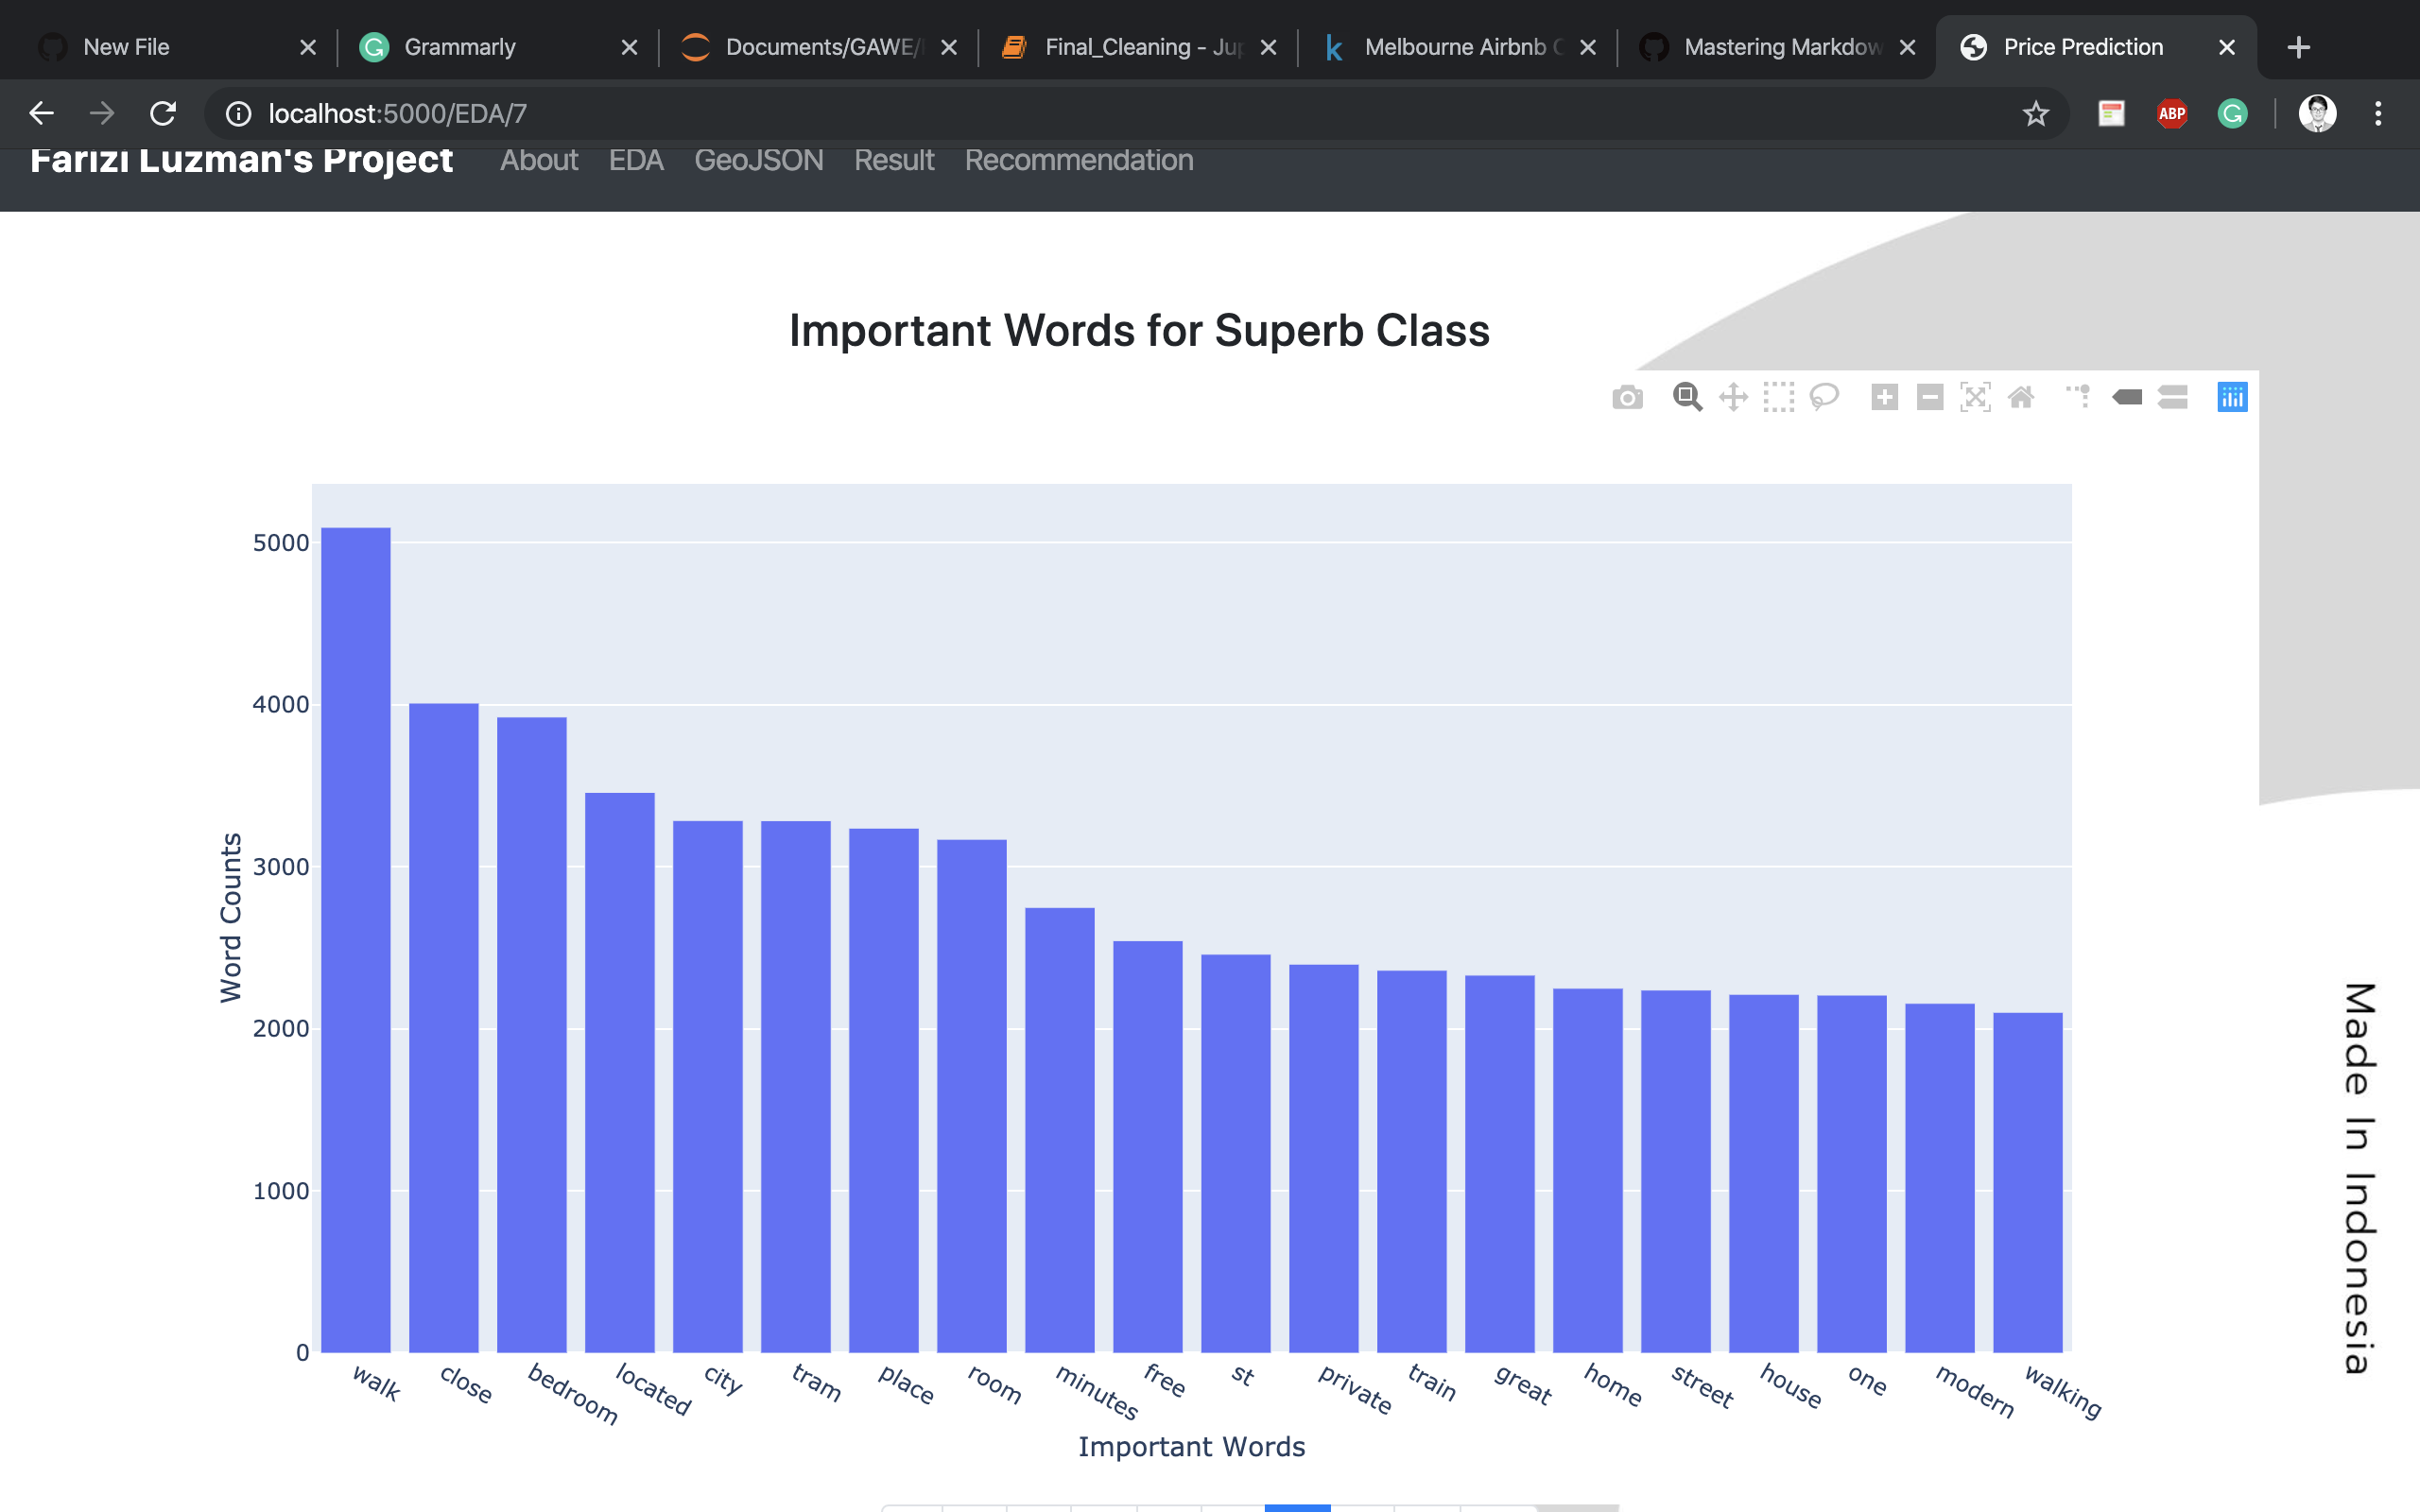 New File
Grammarly
Documents/GAWE/
Final_Cleaning - Jup
Melbourne Airbnb
Mastering Markdow
Price Prediction
localhost:5000/EDA/7
ABP
Farizi Luzman's Project
About EDA GeoJSON Result Recommendation
Important Words for Superb Class
5000
4000
3000
2000
1000
0
Word Counts
walk
close
bedroom
located
city
tram
place
room
minutes
free
st
private
train
great
home
street
house
one
modern
walking
Important Words
Made In Indonesia